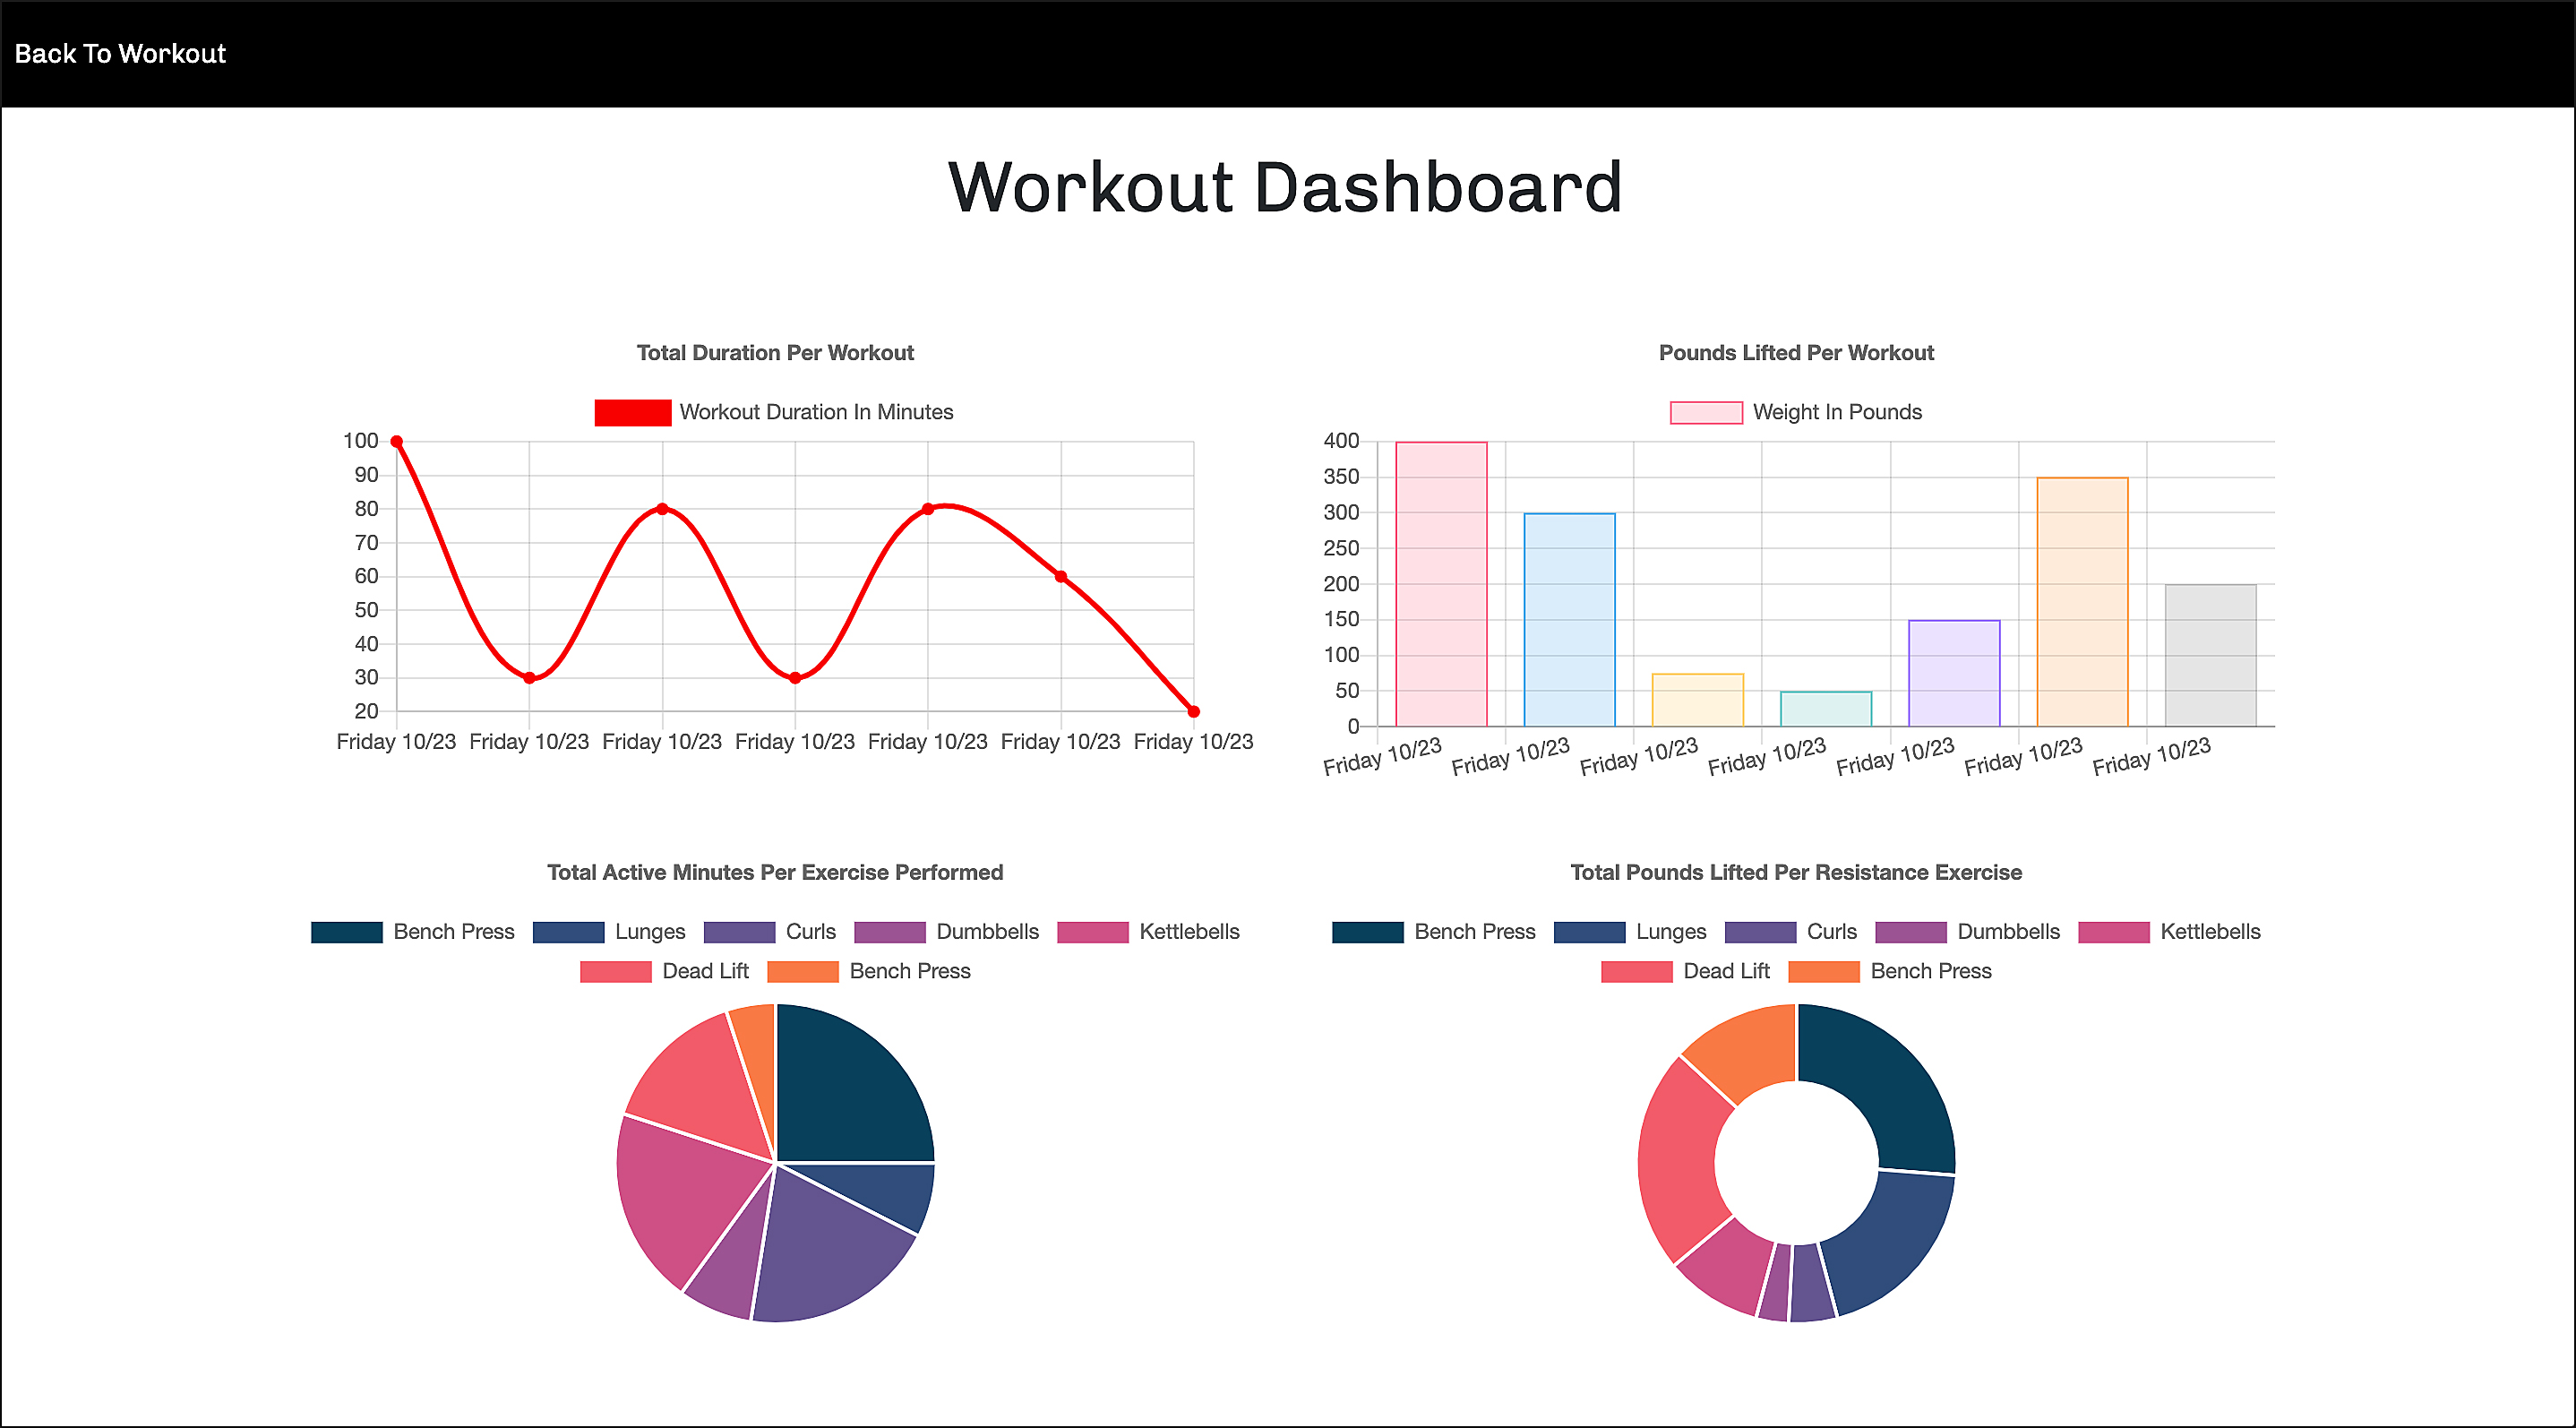 Back To Workout
Workout Dashboard
Total Duration Per Workout
Workout Duration In Minutes
100
90
80
70
60
50
40
30
20
Friday 10/23 Friday 10/23 Friday 10/23 Friday 10/23 Friday 10/23 Friday 10/23 Friday 10/23
Pounds Lifted Per Workout
Weight In Pounds
400
350
300
250
200
150
100
50
0
Friday 10/23 Friday 10/23 Friday 10/23 Friday 10/23 Friday 10/23 Friday 10/23 Friday 10/23
Total Active Minutes Per Exercise Performed
Bench Press Lunges Curls Dumbbells Kettlebells
Dead Lift Bench Press
Total Pounds Lifted Per Resistance Exercise
Bench Press Lunges Curls Dumbbells Kettlebells
Dead Lift Bench Press